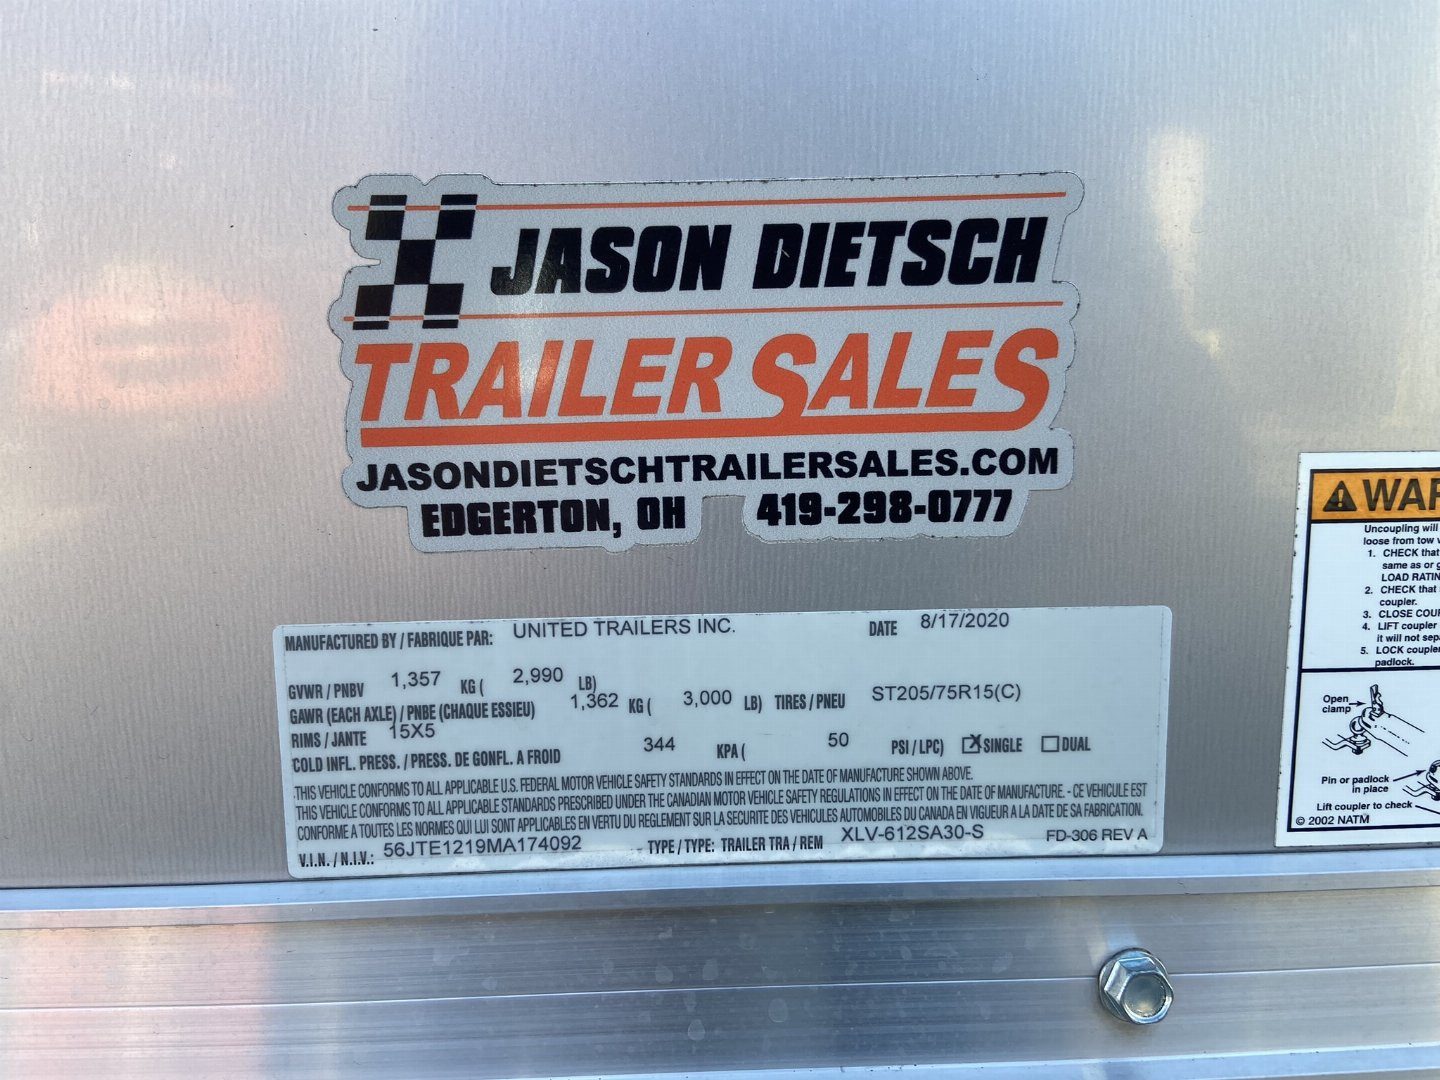 JASON DIETSCH
TRAILER SALES
JASONDIETSCHTRAILERSALES.COM
EDGERTON, OH 419-298-0777
MANUFACTURED BY / FABRIQUE PAR: UNITED TRAILERS INC. DATE 8/17/2020
GVWR / PNBV 1,357 KG ( 2,990 LB)
GAWR (EACH AXLE) / PNBE (CHAQUE ESSIEU) 1,362 KG ( 3,000 LB) TIRES / PNEU ST205/75R15(C)
RIMS / JANTE 15X5
COLD INFL. PRESS. / PRESS. DE GONFL. A FROID 344 KPA ( 50 PSI / LPC) X SINGLE DUAL
THIS VEHICLE CONFORMS TO ALL APPLICABLE U.S. FEDERAL MOTOR VEHICLE SAFETY STANDARDS IN EFFECT ON THE DATE OF MANUFACTURE SHOWN ABOVE.
THIS VEHICLE CONFORMS TO ALL APPLICABLE STANDARDS PRESCRIBED UNDER THE CANADIAN MOTOR VEHICLE SAFETY REGULATIONS IN EFFECT ON THE DATE OF MANUFACTURE. - CE VEHICULE EST
CONFORME A TOUTES LES NORMES QUI LUI SONT APPLICABLES EN VERTU DU REGLEMENT SUR LA SECURITE DES VEHICULES AUTOMOBILES DU CANADA EN VIGUEUR A LA DATE DE SA FABRICATION.
V.I.N. / N.I.V.: 56JTE1219MA174092 TYPE / TYPE: TRAILER TRA / REM XLV-612SA30-S FD-306 REV A
WAR
Uncoupling will
loose from tow v
1. CHECK that
same as or g
LOAD RATIN
2. CHECK that
coupler.
3. CLOSE COUP
4. LIFT coupler
it will not sep
5. LOCK couple
padlock.
Open
clamp
Pin or padlock
in place
Lift coupler to check
© 2002 NATM